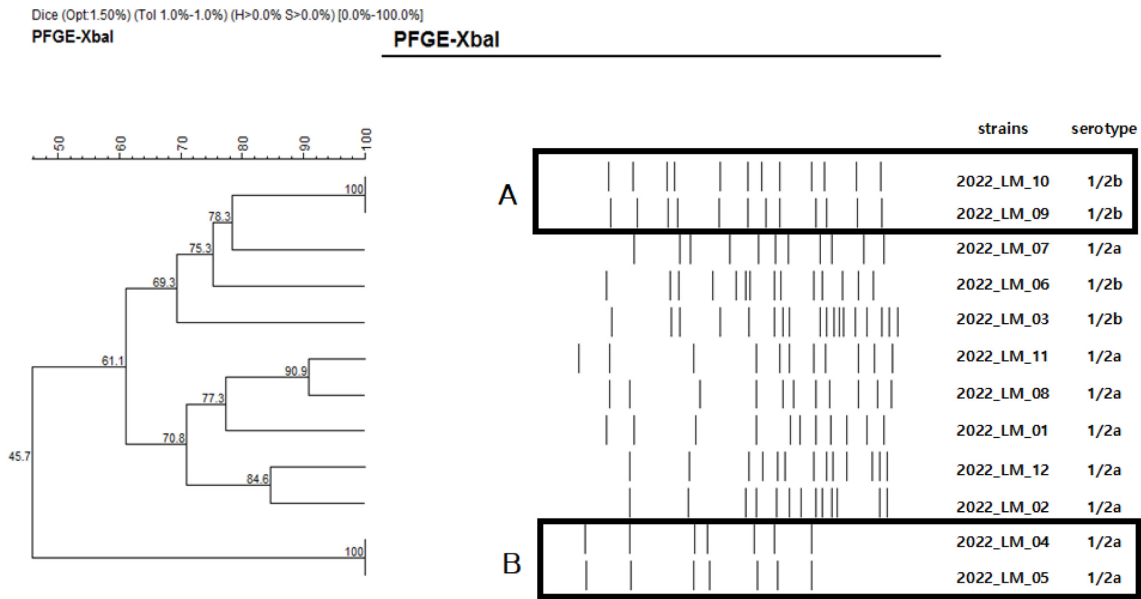 Dice (Opt:1.50%) (Tol 1.0%-1.0%) (H>0.0% S>0.0%) [0.0%-100.0%]
PFGE-XbaI PFGE-XbaI
strains serotype
50 60 70 80 90 100
A
100 2022_LM_10 1/2b
2022_LM_09 1/2b
78.3
75.3 2022_LM_07 1/2a
69.3 2022_LM_06 1/2b
2022_LM_03 1/2b
61.1 2022_LM_11 1/2a
90.9
77.3 2022_LM_08 1/2a
70.8 2022_LM_01 1/2a
45.7 2022_LM_12 1/2a
84.6
2022_LM_02 1/2a
B
100 2022_LM_04 1/2a
2022_LM_05 1/2a